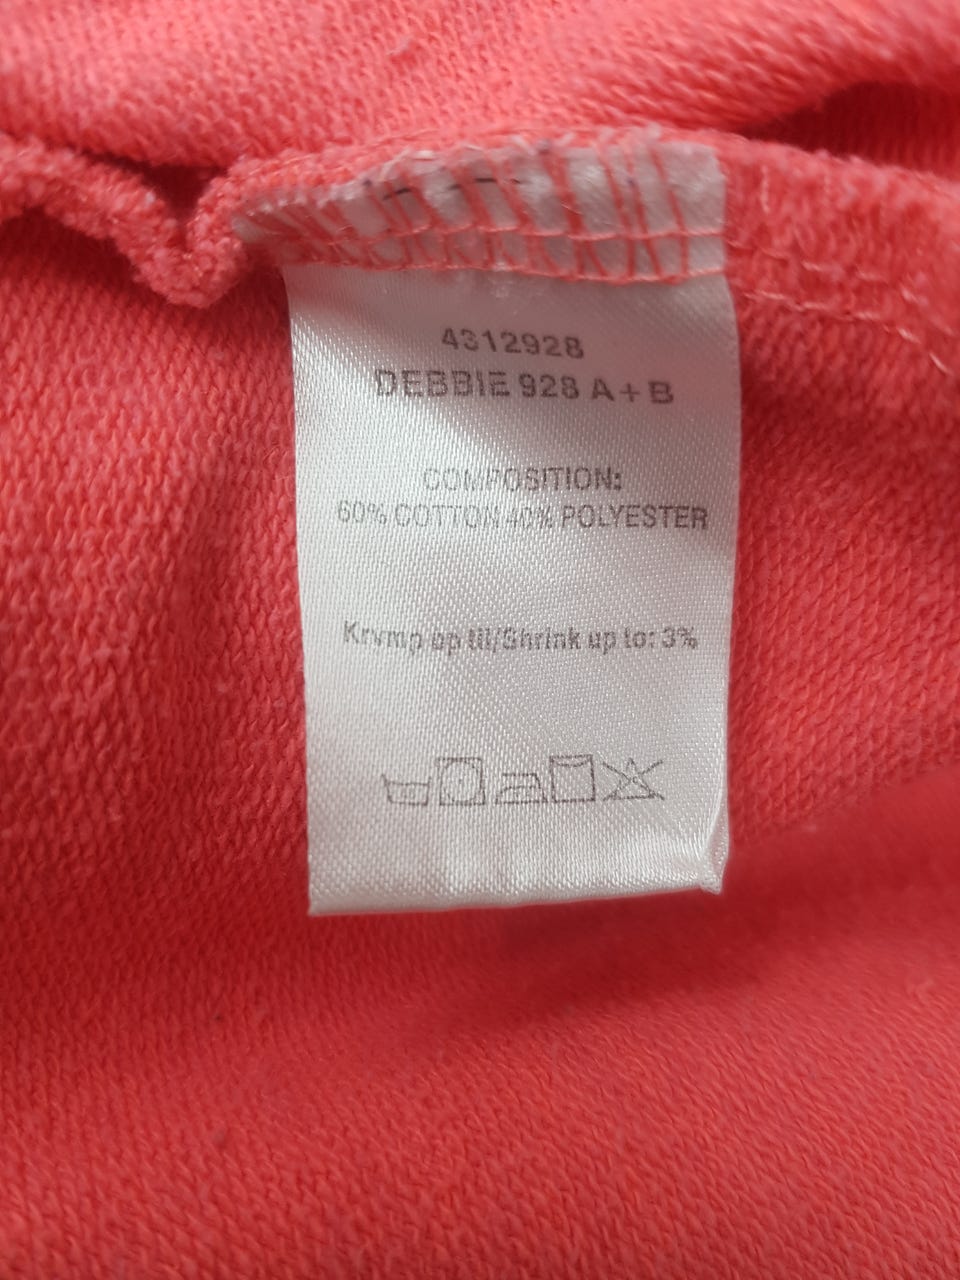 4312928
DEBBIE 928 A + B
COMPOSITION:
60% COTTON 40% POLYESTER
Krymp op til/Shrink up to: 3%